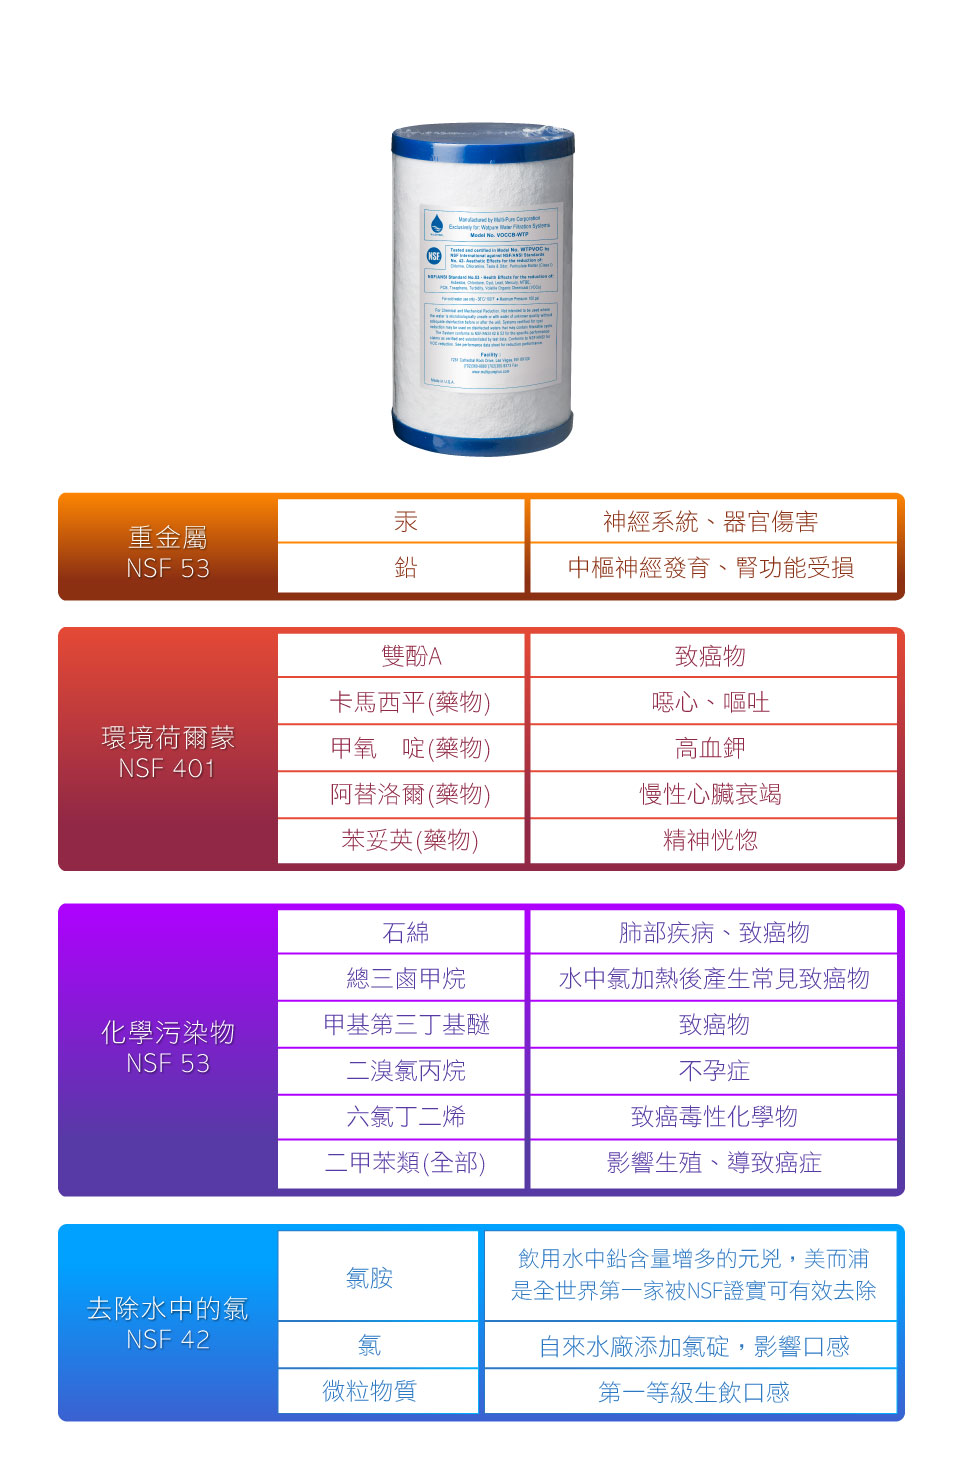 Manufactured by Multi-Pure Corporation
Exclusively for: Watpure Water Filtration Systems
Model No. VOCCB-WTP
NSF
Tested and certified in Model No. WTPVOC by
NSF International against NSF/ANSI Standards
No. 42- Aesthetic Effects for the reduction of:
NSF/ANSI Standard No.53 - Health Effects for the reduction of:
Facility :
Made in U.S.A
重金屬
NSF 53
汞
神經系統、器官傷害
鉛
中樞神經發育、腎功能受損
環境荷爾蒙
NSF 401
雙酚A
致癌物
卡馬西平(藥物)
噁心、嘔吐
甲氧 啶(藥物)
高血鉀
阿替洛爾(藥物)
慢性心臟衰竭
苯妥英(藥物)
精神恍惚
化學污染物
NSF 53
石綿
肺部疾病、致癌物
總三鹵甲烷
水中氯加熱後產生常見致癌物
甲基第三丁基醚
致癌物
二溴氯丙烷
不孕症
六氯丁二烯
致癌毒性化學物
二甲苯類(全部)
影響生殖、導致癌症
去除水中的氯
NSF 42
氯胺
飲用水中鉛含量增多的元兇，美而浦
是全世界第一家被NSF證實可有效去除
氯
自來水廠添加氯碇，影響口感
微粒物質
第一等級生飲口感